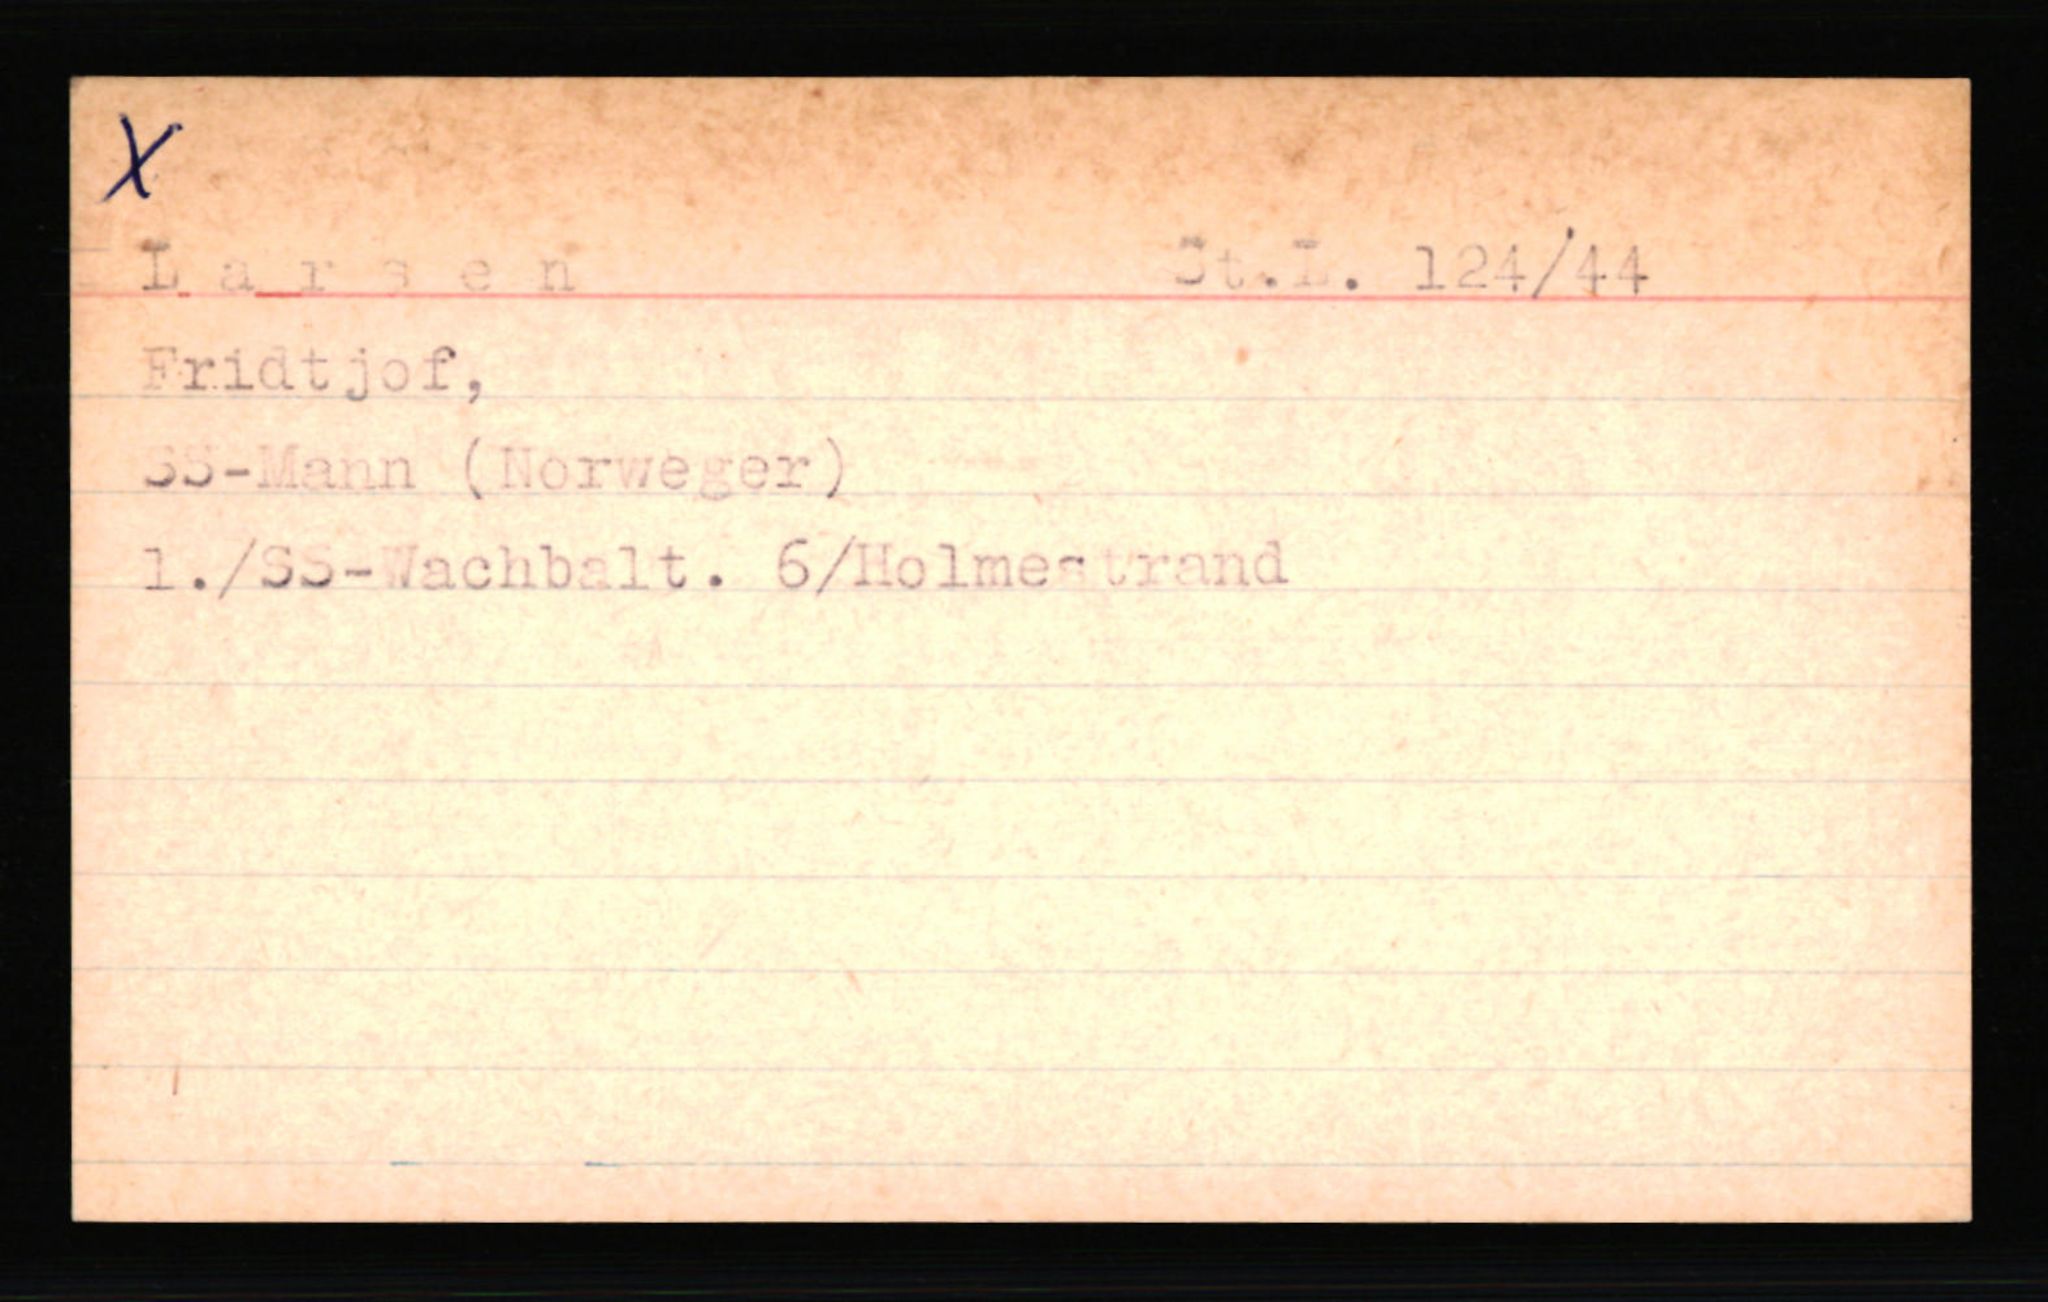 X
L a r s e n St.L. 124/44
Fridtjof,
SS-Mann (Norweger)
1./SS-Wachbalt. 6/Holmestrand